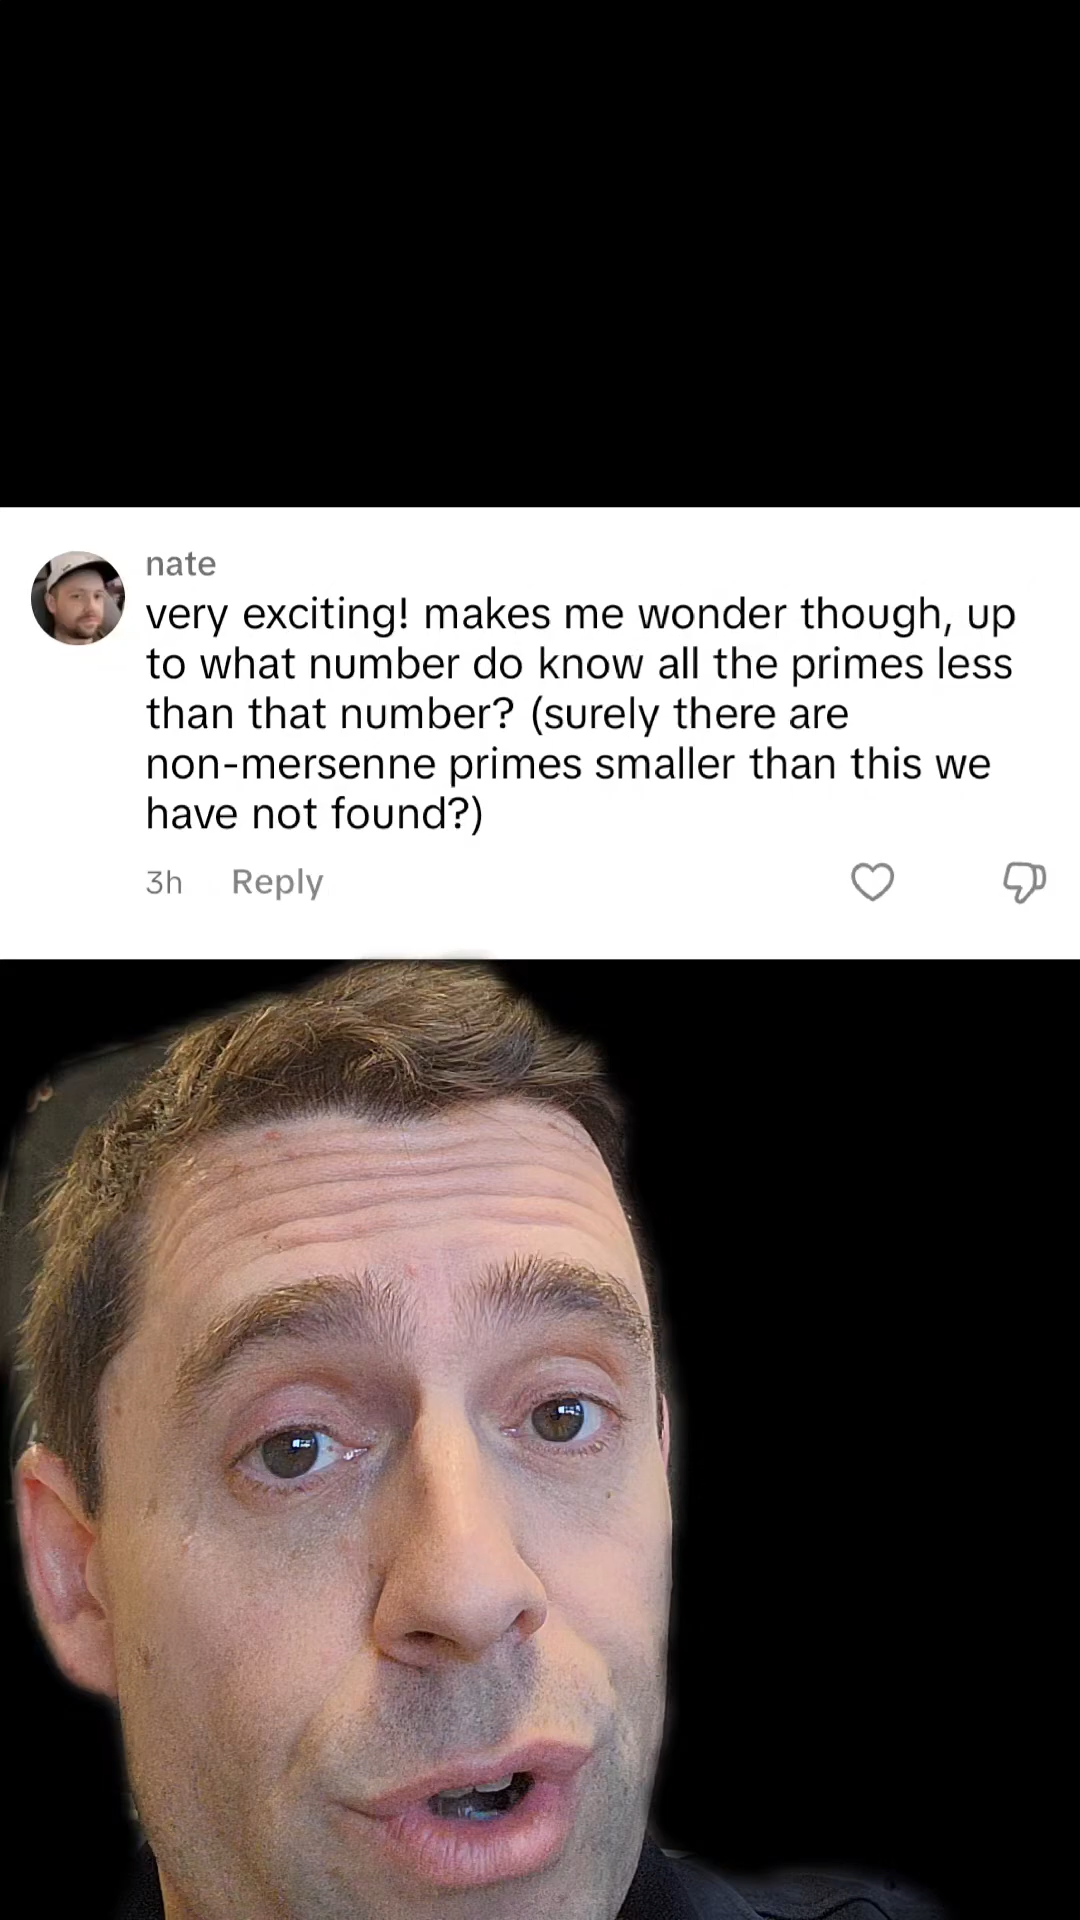 nate
very exciting! makes me wonder though, up
to what number do know all the primes less
than that number? (surely there are
non-mersenne primes smaller than this we
have not found?)
3h Reply